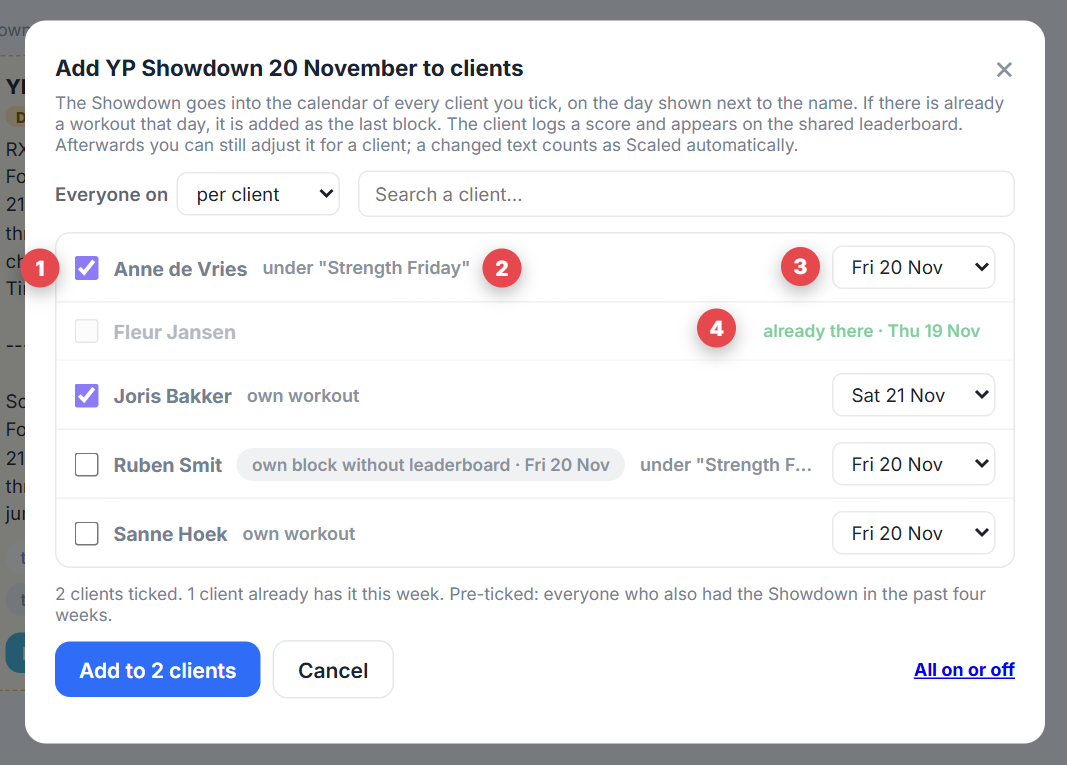 Add YP Showdown 20 November to clients
×
The Showdown goes into the calendar of every client you tick, on the day shown next to the name. If there is already
a workout that day, it is added as the last block. The client logs a score and appears on the shared leaderboard.
Afterwards you can still adjust it for a client; a changed text counts as Scaled automatically.
Everyone on per client Search a client...
1 Anne de Vries under "Strength Friday" 2 3 Fri 20 Nov
Fleur Jansen 4 already there · Thu 19 Nov
Joris Bakker own workout Sat 21 Nov
Ruben Smit own block without leaderboard · Fri 20 Nov under "Strength F... Fri 20 Nov
Sanne Hoek own workout Fri 20 Nov
2 clients ticked. 1 client already has it this week. Pre-ticked: everyone who also had the Showdown in the past four
weeks.
Add to 2 clients Cancel All on or off